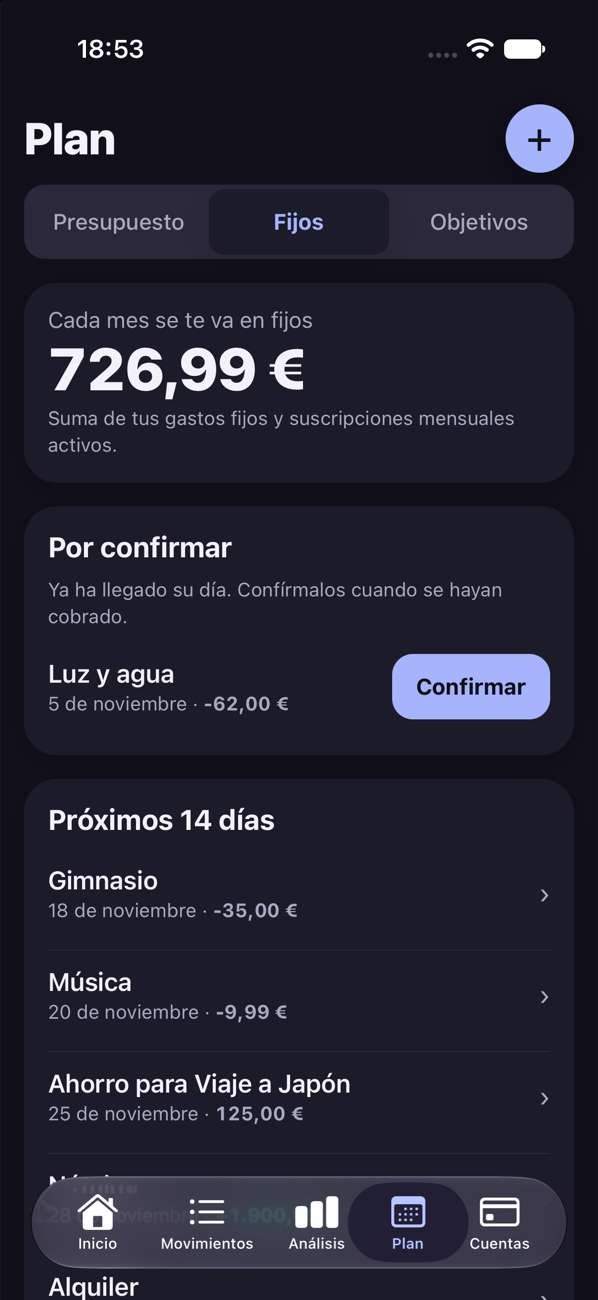 18:53
Plan
+
Presupuesto
Fijos
Objetivos
Cada mes se te va en fijos
726,99 €
Suma de tus gastos fijos y suscripciones mensuales
activos.
Por confirmar
Ya ha llegado su día. Confírmalos cuando se hayan
cobrado.
Luz y agua
5 de noviembre · -62,00 €
Confirmar
Próximos 14 días
Gimnasio
18 de noviembre · -35,00 €
Música
20 de noviembre · -9,99 €
Ahorro para Viaje a Japón
25 de noviembre · 125,00 €
Inicio
Movimientos
Análisis
Plan
Cuentas
Alquiler